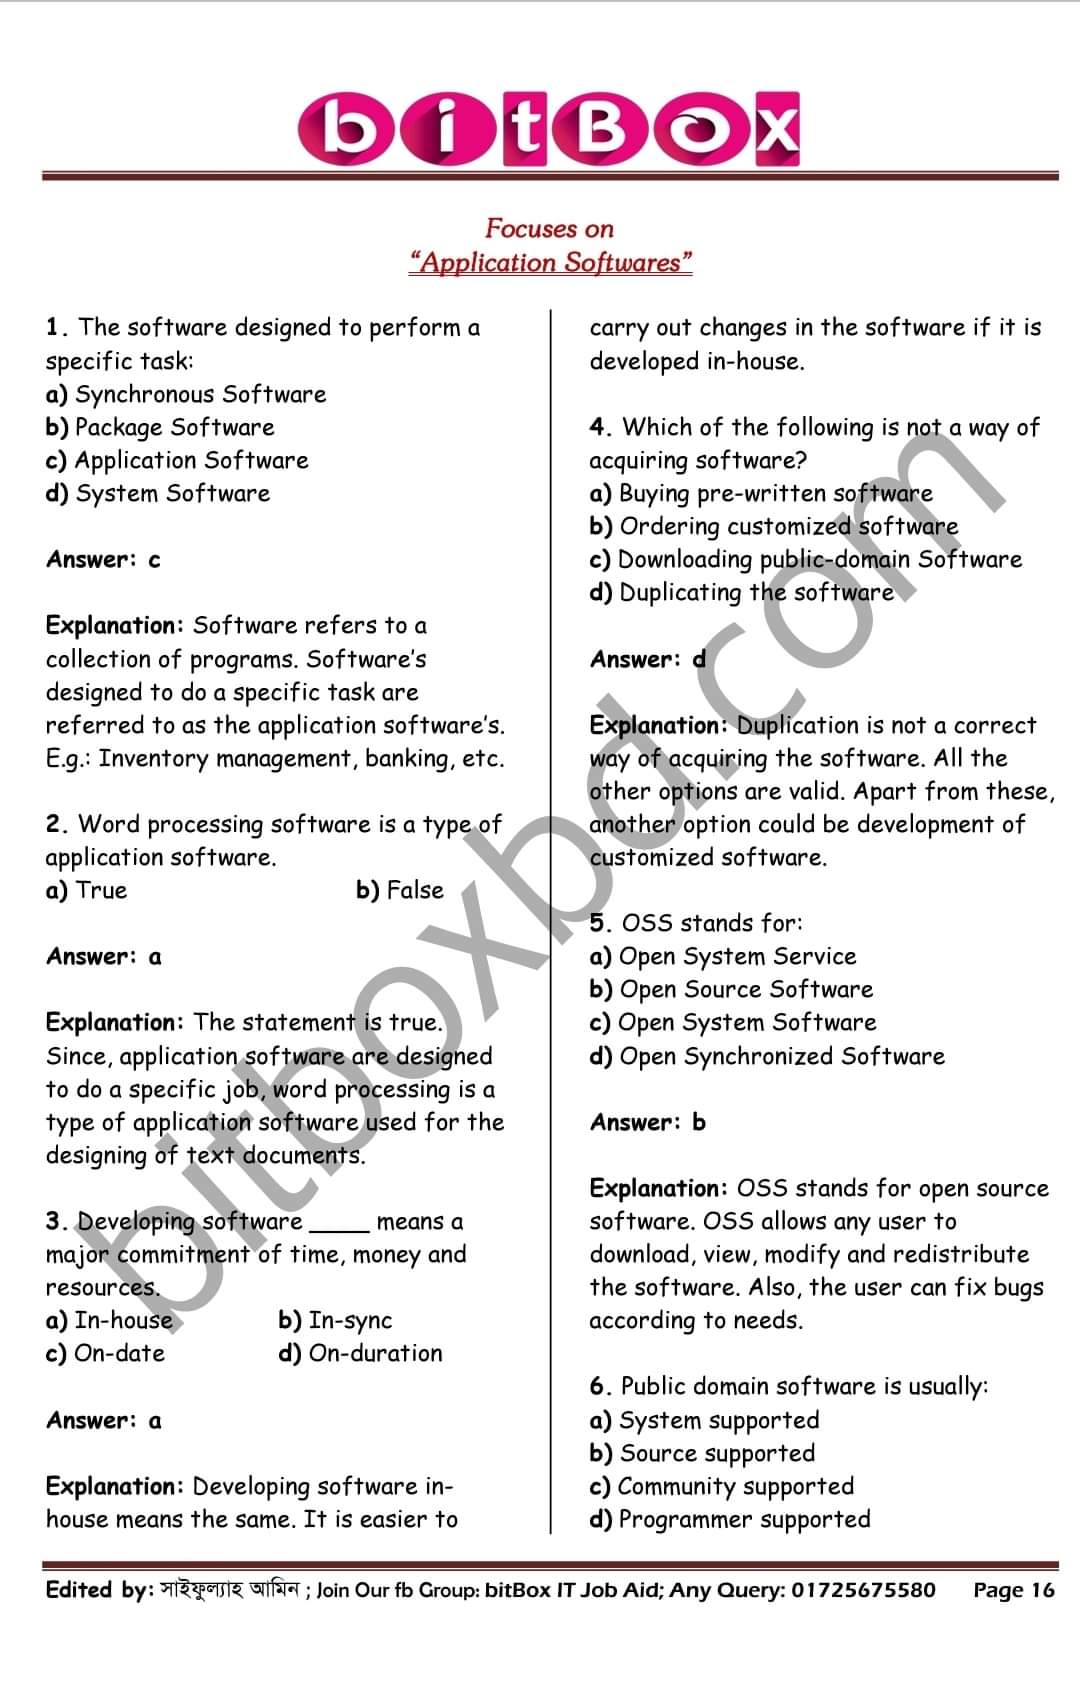 bitBox
Focuses on
“Application Softwares”
1. The software designed to perform a
specific task:
a) Synchronous Software
b) Package Software
c) Application Software
d) System Software
Answer: c
Explanation: Software refers to a
collection of programs. Software's
designed to do a specific task are
referred to as the application software's.
E.g.: Inventory management, banking, etc.
2. Word processing software is a type of
application software.
a) True b) False
Answer: a
Explanation: The statement is true.
Since, application software are designed
to do a specific job, word processing is a
type of application software used for the
designing of text documents.
3. Developing software _____ means a
major commitment of time, money and
resources.
a) In-house b) In-sync
c) On-date d) On-duration
Answer: a
Explanation: Developing software in-
house means the same. It is easier to
carry out changes in the software if it is
developed in-house.
4. Which of the following is not a way of
acquiring software?
a) Buying pre-written software
b) Ordering customized software
c) Downloading public-domain Software
d) Duplicating the software
Answer: d
Explanation: Duplication is not a correct
way of acquiring the software. All the
other options are valid. Apart from these,
another option could be development of
customized software.
5. OSS stands for:
a) Open System Service
b) Open Source Software
c) Open System Software
d) Open Synchronized Software
Answer: b
Explanation: OSS stands for open source
software. OSS allows any user to
download, view, modify and redistribute
the software. Also, the user can fix bugs
according to needs.
6. Public domain software is usually:
a) System supported
b) Source supported
c) Community supported
d) Programmer supported
bitboxbd.com
Edited by: সাইফুল্যাহ আমিন ; Join Our fb Group: bitBox IT Job Aid; Any Query: 01725675580 Page 16